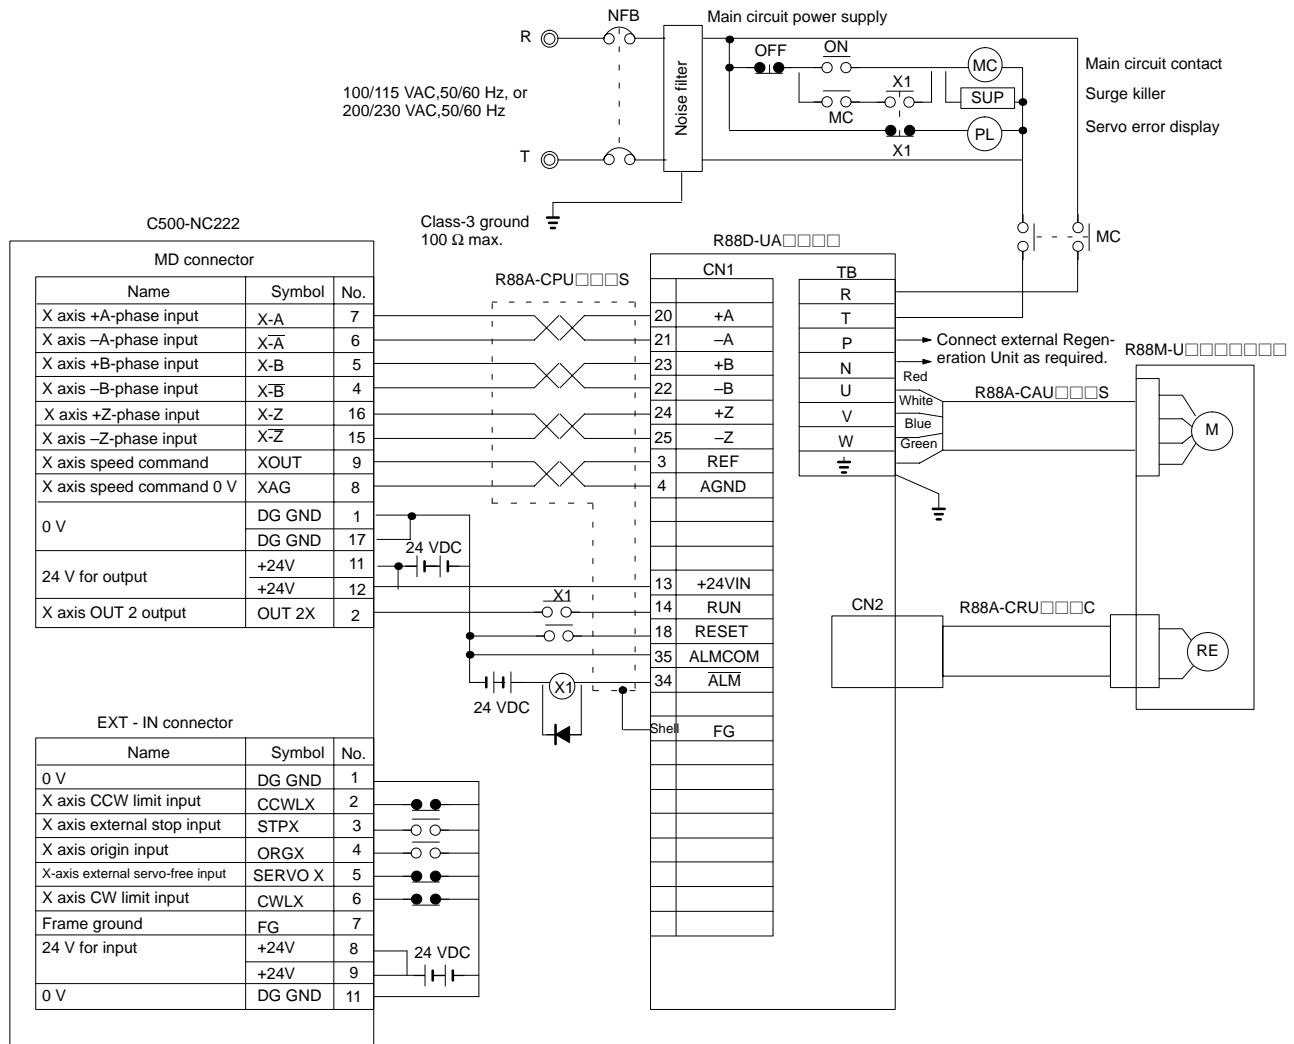 NFB
Main circuit power supply
R
OFF
ON
MC
Main circuit contact
X1
100/115 VAC,50/60 Hz, or
200/230 VAC,50/60 Hz
Noise filter
SUP
Surge killer
MC
PL
Servo error display
X1
T
Class-3 ground
100 Ω max.
MC
C500-NC222
MD connector
Name Symbol No.
X axis +A-phase input X-A 7
X axis –A-phase input X-A̅ 6
X axis +B-phase input X-B 5
X axis –B-phase input X-B̅ 4
X axis +Z-phase input X-Z 16
X axis –Z-phase input X-Z̅ 15
X axis speed command XOUT 9
X axis speed command 0 V XAG 8
0 V DG GND 1
DG GND 17
24 V for output +24V 11
+24V 12
X axis OUT 2 output OUT 2X 2
24 VDC
X1
X1
24 VDC
R88A-CPU□□□S
R88D-UA□□□□
CN1
20 +A
21 –A
23 +B
22 –B
24 +Z
25 –Z
3 REF
4 AGND
13 +24VIN
14 RUN
18 RESET
35 ALMCOM
34 A̅L̅M̅
Shell FG
TB
R
T
P
N
U
V
W
Connect external Regen-
eration Unit as required.
Red
White
Blue
Green
R88A-CAU□□□S
R88M-U□□□□□□□
M
CN2
R88A-CRU□□□C
RE
EXT - IN connector
Name Symbol No.
0 V DG GND 1
X axis CCW limit input CCWLX 2
X axis external stop input STPX 3
X axis origin input ORGX 4
X-axis external servo-free input SERVO X 5
X axis CW limit input CWLX 6
Frame ground FG 7
24 V for input +24V 8
+24V 9
0 V DG GND 11
24 VDC